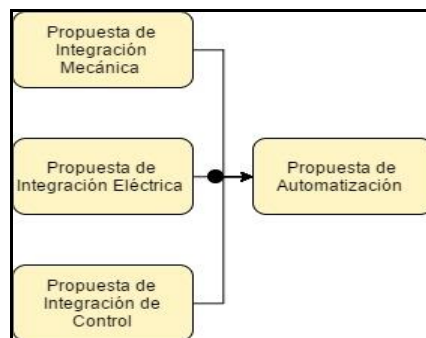 Propuesta de
Integración
Mecánica
Propuesta de
Integración Eléctrica
Propuesta de
Automatización
Propuesta de
Integración de
Control